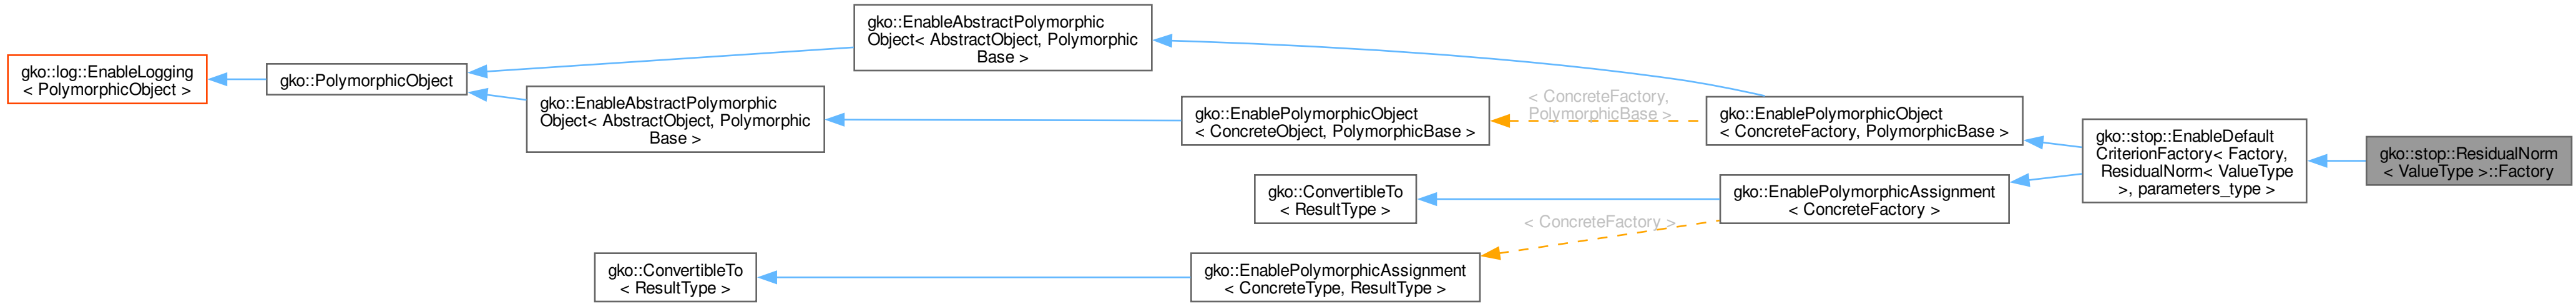 gko::log::EnableLogging
< PolymorphicObject >
gko::PolymorphicObject
gko::EnableAbstractPolymorphic
Object< AbstractObject, Polymorphic
Base >
gko::EnableAbstractPolymorphic
Object< AbstractObject, Polymorphic
Base >
gko::EnablePolymorphicObject
< ConcreteObject, PolymorphicBase >
< ConcreteFactory,
PolymorphicBase >
gko::EnablePolymorphicObject
< ConcreteFactory, PolymorphicBase >
gko::stop::EnableDefault
CriterionFactory< Factory,
ResidualNorm< ValueType
>, parameters_type >
gko::stop::ResidualNorm
< ValueType >::Factory
gko::ConvertibleTo
< ResultType >
gko::EnablePolymorphicAssignment
< ConcreteFactory >
< ConcreteFactory >
gko::ConvertibleTo
< ResultType >
gko::EnablePolymorphicAssignment
< ConcreteType, ResultType >